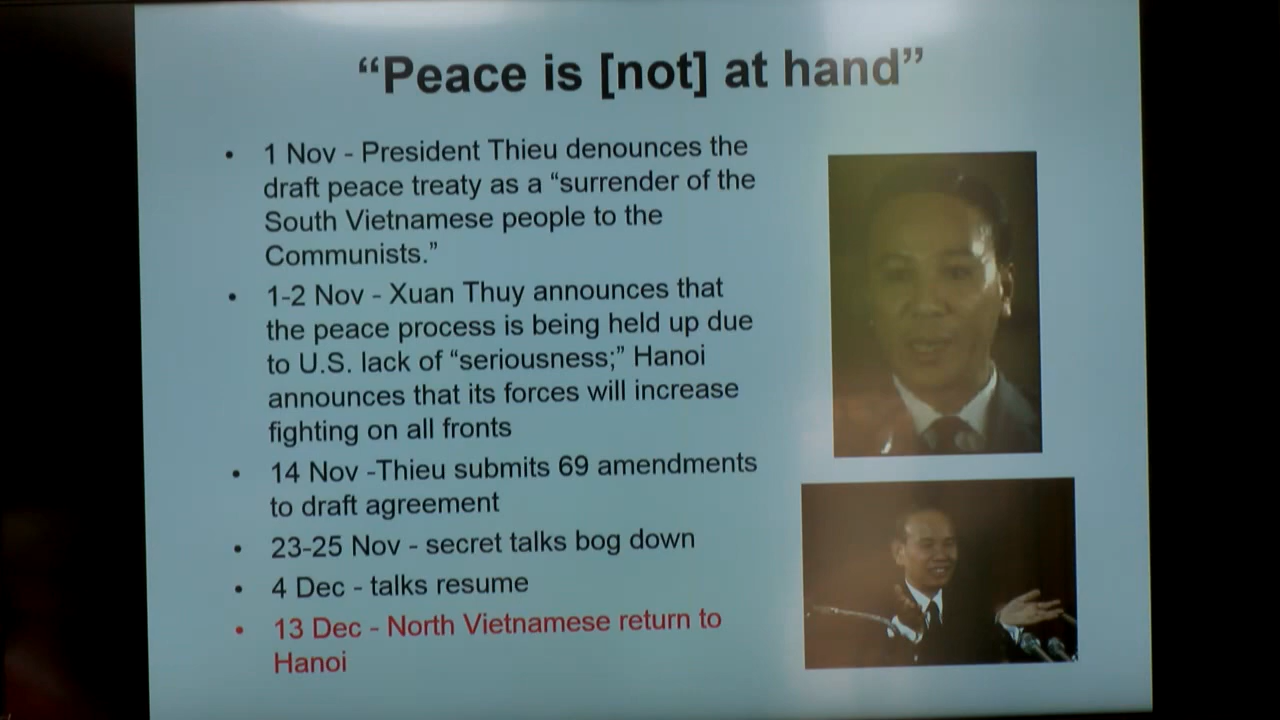 “Peace is [not] at hand”
• 1 Nov - President Thieu denounces the
draft peace treaty as a “surrender of the
South Vietnamese people to the
Communists.”
• 1-2 Nov - Xuan Thuy announces that
the peace process is being held up due
to U.S. lack of “seriousness;” Hanoi
announces that its forces will increase
fighting on all fronts
• 14 Nov -Thieu submits 69 amendments
to draft agreement
• 23-25 Nov - secret talks bog down
• 4 Dec - talks resume
• 13 Dec - North Vietnamese return to
Hanoi